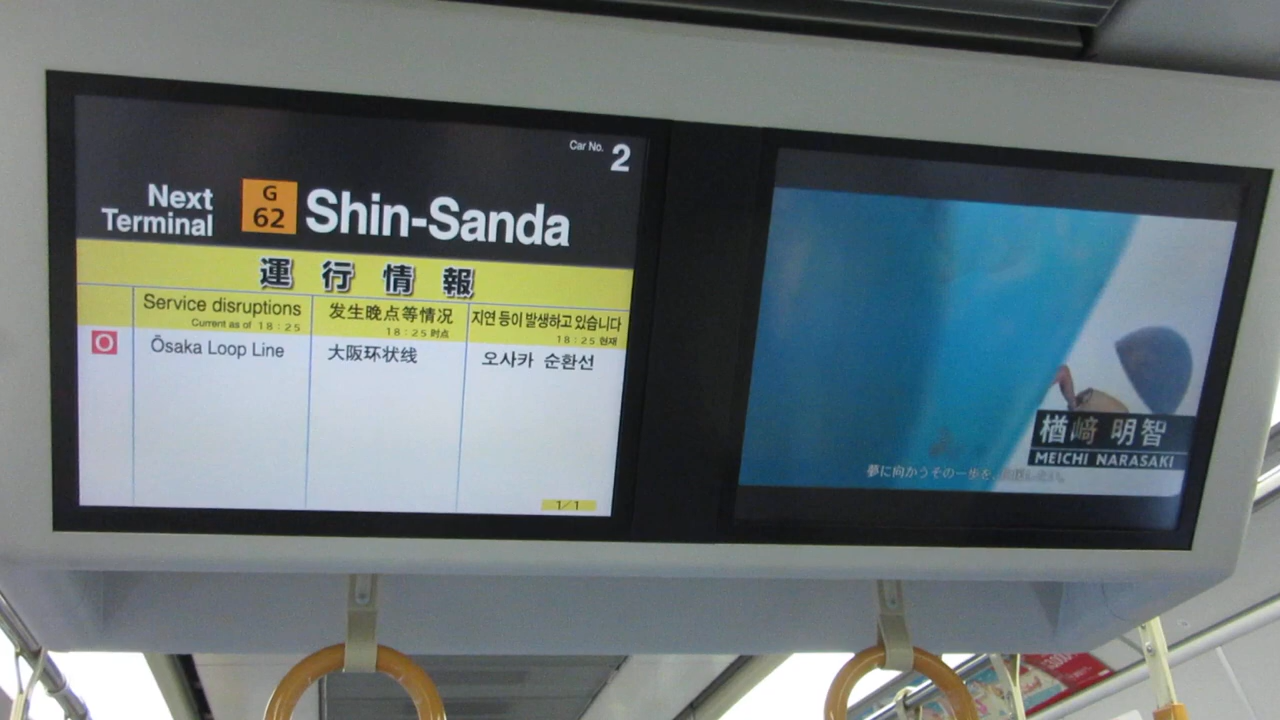 Car No. 2
Next Terminal
G 62
Shin-Sanda
運行情報
Service disruptions
Current as of 18:25
发生晚点等情况
18:25 时点
지연 등이 발생하고 있습니다
18:25 현재
O
Ōsaka Loop Line
大阪环状线
오사카 순환선
1/1
楢﨑 明智
MEICHI NARASAKI
夢に向かうその一歩を、